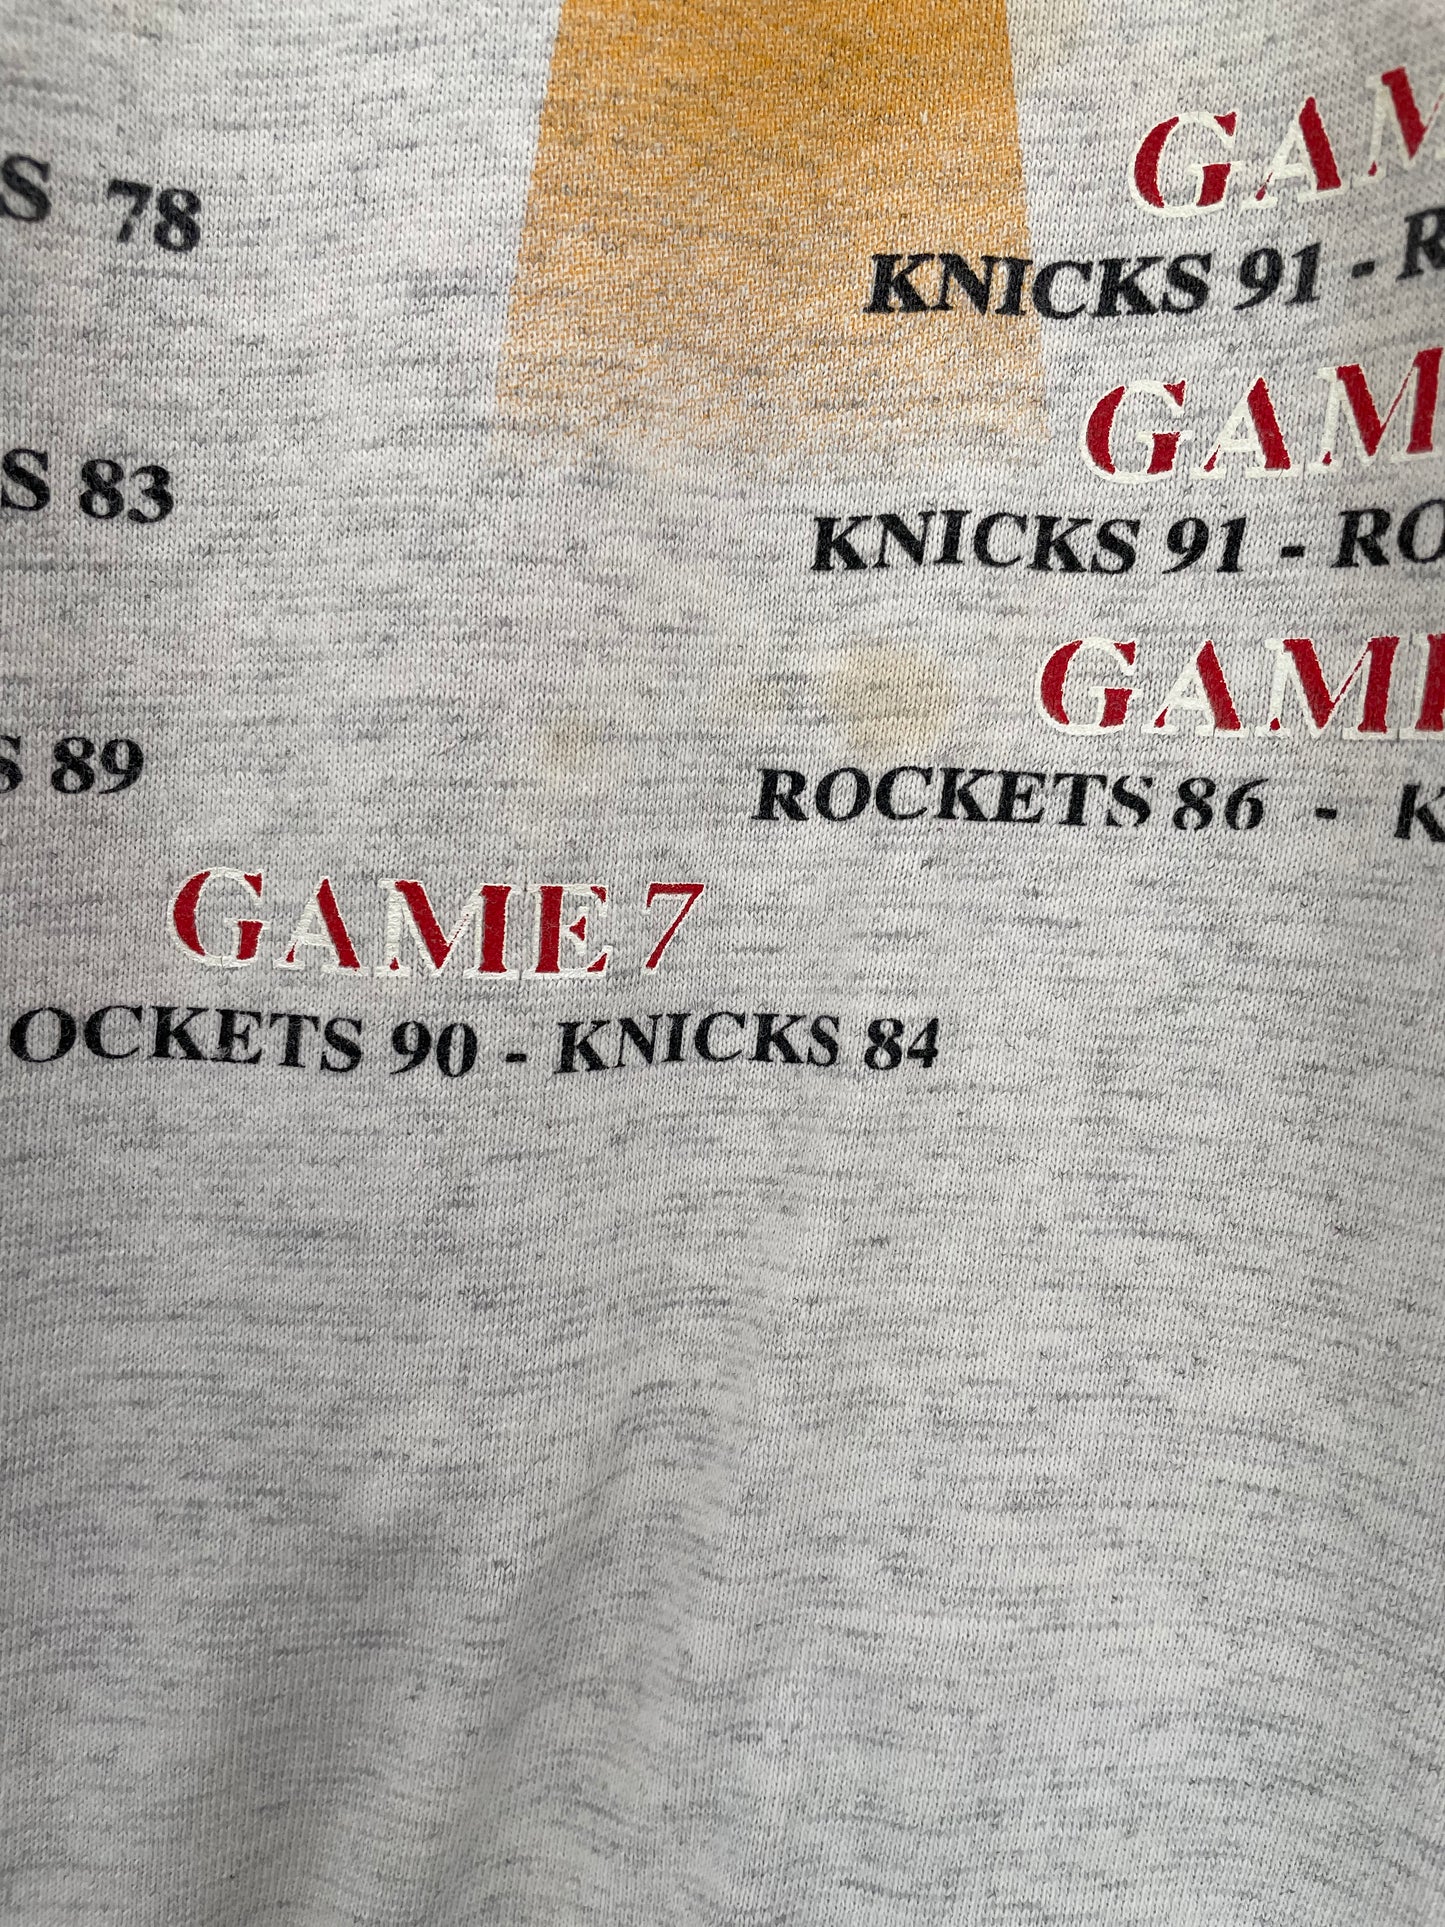 S 78
S 83
S 89
GAM
KNICKS 91 - R
GAM
KNICKS 91 - RO
GAM
ROCKETS 86 - K
GAME 7
OCKETS 90 - KNICKS 84